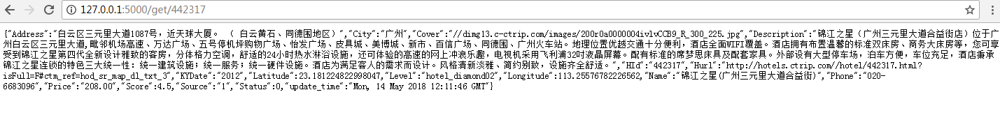 127.0.0.1:5000/get/442317
{"Address":"白云区三元里大道1087号，近天球大厦。 （ 白云黄石、同德围地区）","City":"广州","Cover":"//dimg13.c-ctrip.com/images/200r0a0000004ivlvCCB9_R_300_225.jpg","Description":"锦江之星（广州三元里大道合益街店）位于广
州白云区三元里大道,毗邻机场高速、万达广场、五号停机坪购物广场、怡发广场、皮具城、美博城、新市、百信广场、同德围、广州火车站。地理位置优越交通十分便利，酒店全面WIFI覆盖。酒店拥有布置温馨的标准双床房、商务大床房等，您可享
受到锦江之星第四代全新设计雅致的客房，分体格力空调，舒适的24小时热水淋浴设施，还可体验的高速的网上冲浪乐趣，电视机采用飞利浦32吋液晶屏幕。配有标准的席梦思床具及配套家具。外部设有大型停车场，泊车方便，车位充足，酒店秉承
锦江之星连锁的特色三大统一性：统一建筑设施；统一服务；统一硬件设施。酒店为满足客人的需求而设计。风格清新淡雅、简约别致，设施齐全舒适。","HId":"442317","Hurl":"http://hotels.ctrip.com//hotel/442317.html?
isFull=F#ctm_ref=hod_sr_map_dl_txt_3","KYDate":"2012","Latitude":23.181224822998047,"Level":"hotel_diamond02","Longitude":113.25576782226562,"Name":"锦江之星(广州三元里大道合益街)","Phone":"020-
6683096","Price":"208.00","Score":4.5,"Source":"1","Status":0,"update_time":"Mon, 14 May 2018 12:11:46 GMT"}